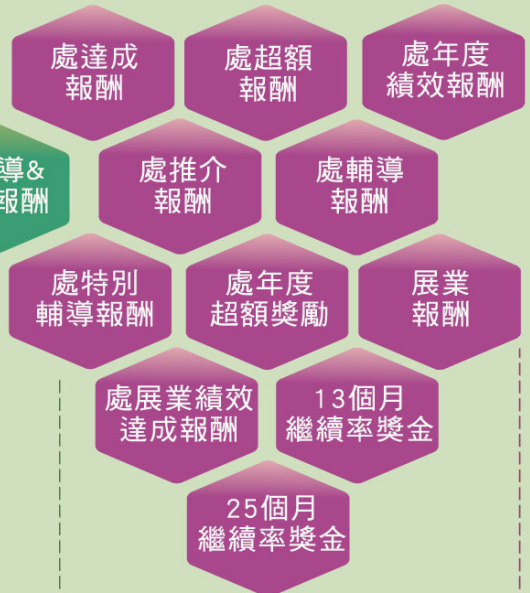 處達成
報酬
處超額
報酬
處年度
績效報酬
導&
報酬
處推介
報酬
處輔導
報酬
處特別
輔導報酬
處年度
超額獎勵
展業
報酬
處展業績效
達成報酬
13個月
繼續率獎金
25個月
繼續率獎金